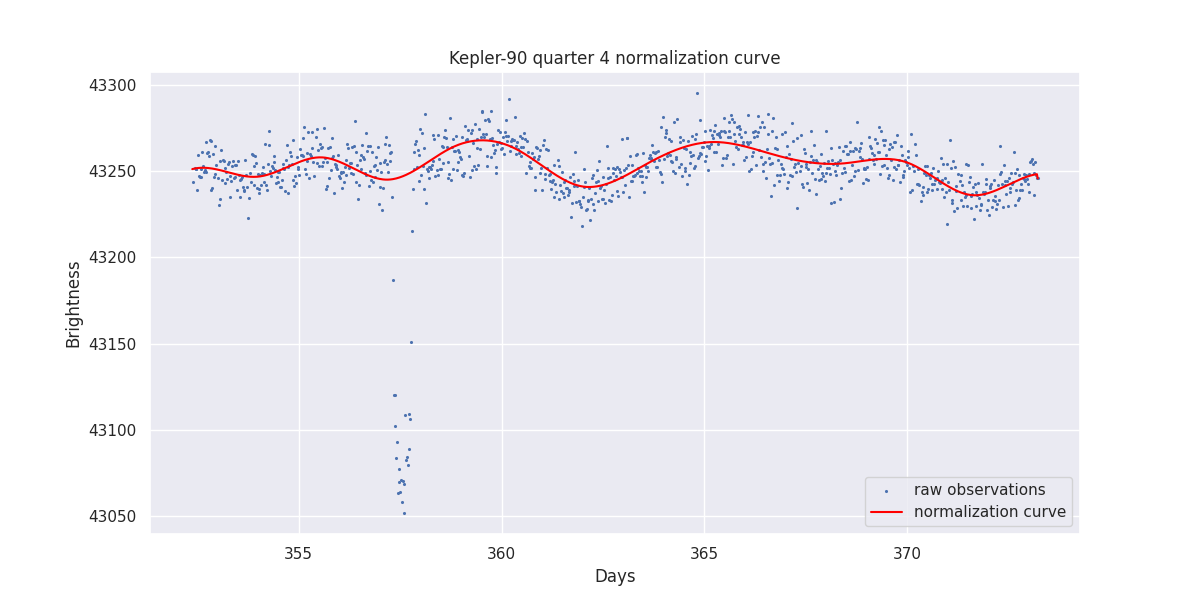 Kepler-90 quarter 4 normalization curve
43300
43250
43200
43150
43100
43050
Brightness
355 360 365 370
Days
raw observations
normalization curve